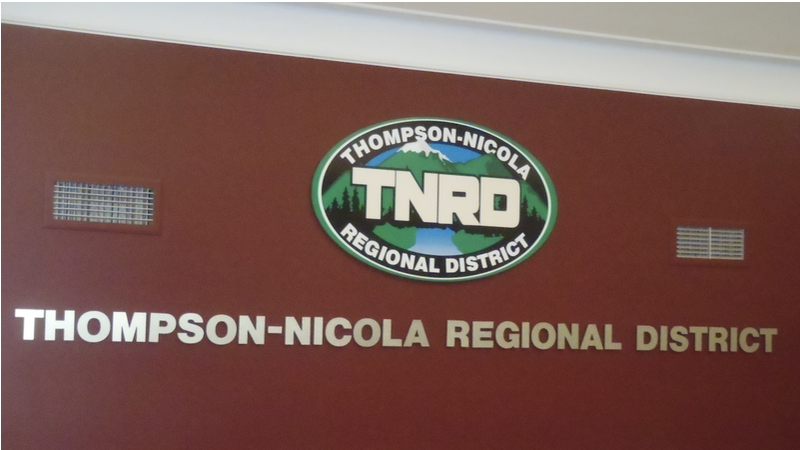 THOMPSON-NICOLA
TNRD
REGIONAL DISTRICT
THOMPSON-NICOLA REGIONAL DISTRICT